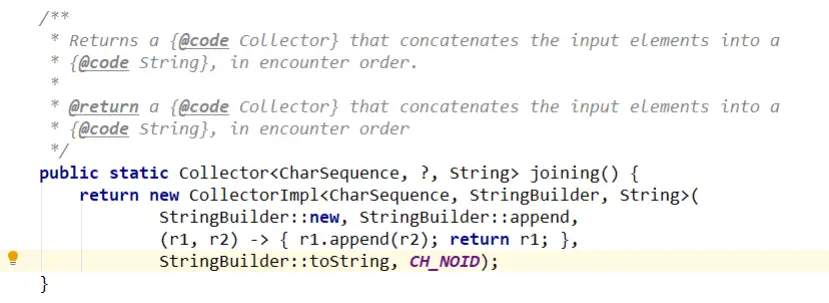 /**
 * Returns a {@code Collector} that concatenates the input elements into a
 * {@code String}, in encounter order.
 *
 * @return a {@code Collector} that concatenates the input elements into a
 * {@code String}, in encounter order
 */
public static Collector<CharSequence, ?, String> joining() {
    return new CollectorImpl<CharSequence, StringBuilder, String>(
            StringBuilder::new, StringBuilder::append,
            (r1, r2) -> { r1.append(r2); return r1; },
            StringBuilder::toString, CH_NOID);
}